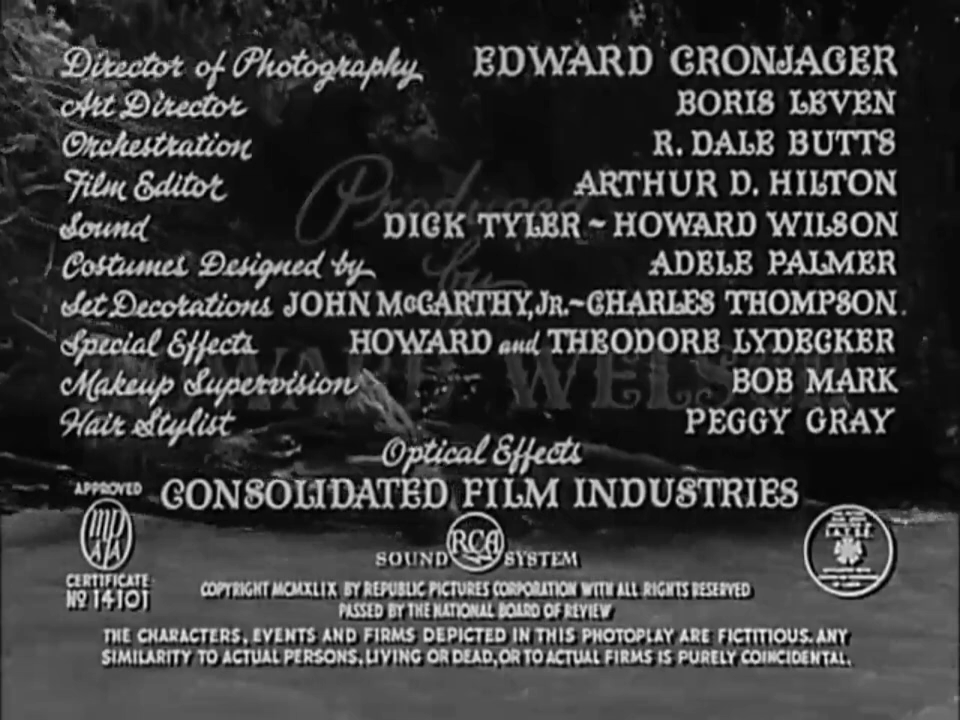 Director of Photography EDWARD CRONJAGER
Art Director BORIS LEVEN
Orchestration R. DALE BUTTS
Film Editor ARTHUR D. HILTON
Sound DICK TYLER ~ HOWARD WILSON
Costumes Designed by ADELE PALMER
Set Decorations JOHN McCARTHY, JR. ~ CHARLES THOMPSON
Special Effects HOWARD and THEODORE LYDECKER
Makeup Supervision BOB MARK
Hair Stylist PEGGY GRAY
Produced
by
WELS
Optical Effects
CONSOLIDATED FILM INDUSTRIES
APPROVED
MPAA
CERTIFICATE
Nº 14101
SOUND RCA SYSTEM
I.A.T.S.E.
COPYRIGHT MCMXLIX BY REPUBLIC PICTURES CORPORATION WITH ALL RIGHTS RESERVED
PASSED BY THE NATIONAL BOARD OF REVIEW
THE CHARACTERS, EVENTS AND FIRMS DEPICTED IN THIS PHOTOPLAY ARE FICTITIOUS. ANY
SIMILARITY TO ACTUAL PERSONS, LIVING OR DEAD, OR TO ACTUAL FIRMS IS PURELY COINCIDENTAL.